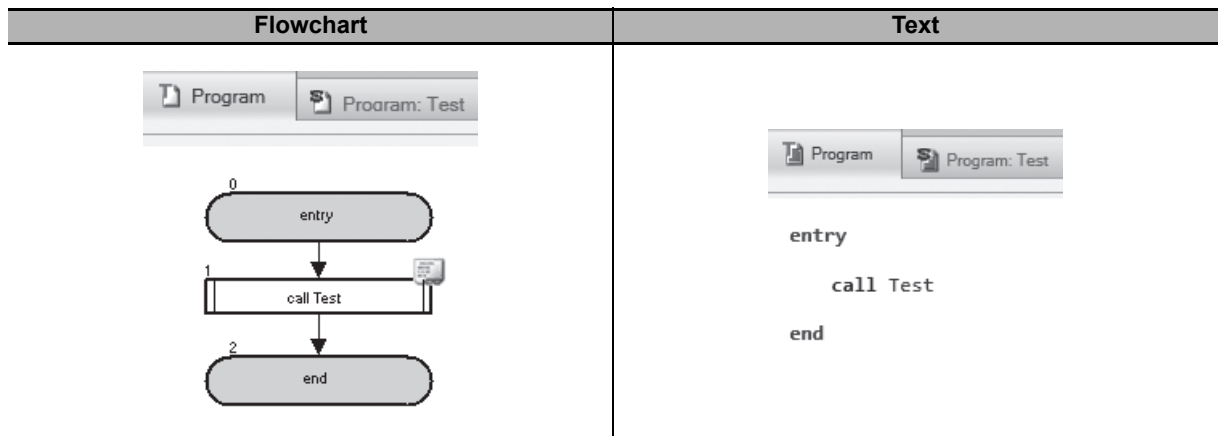 Flowchart
Text
Program
Program: Test
0
entry
1
call Test
2
end
Program
Program: Test
entry
call Test
end